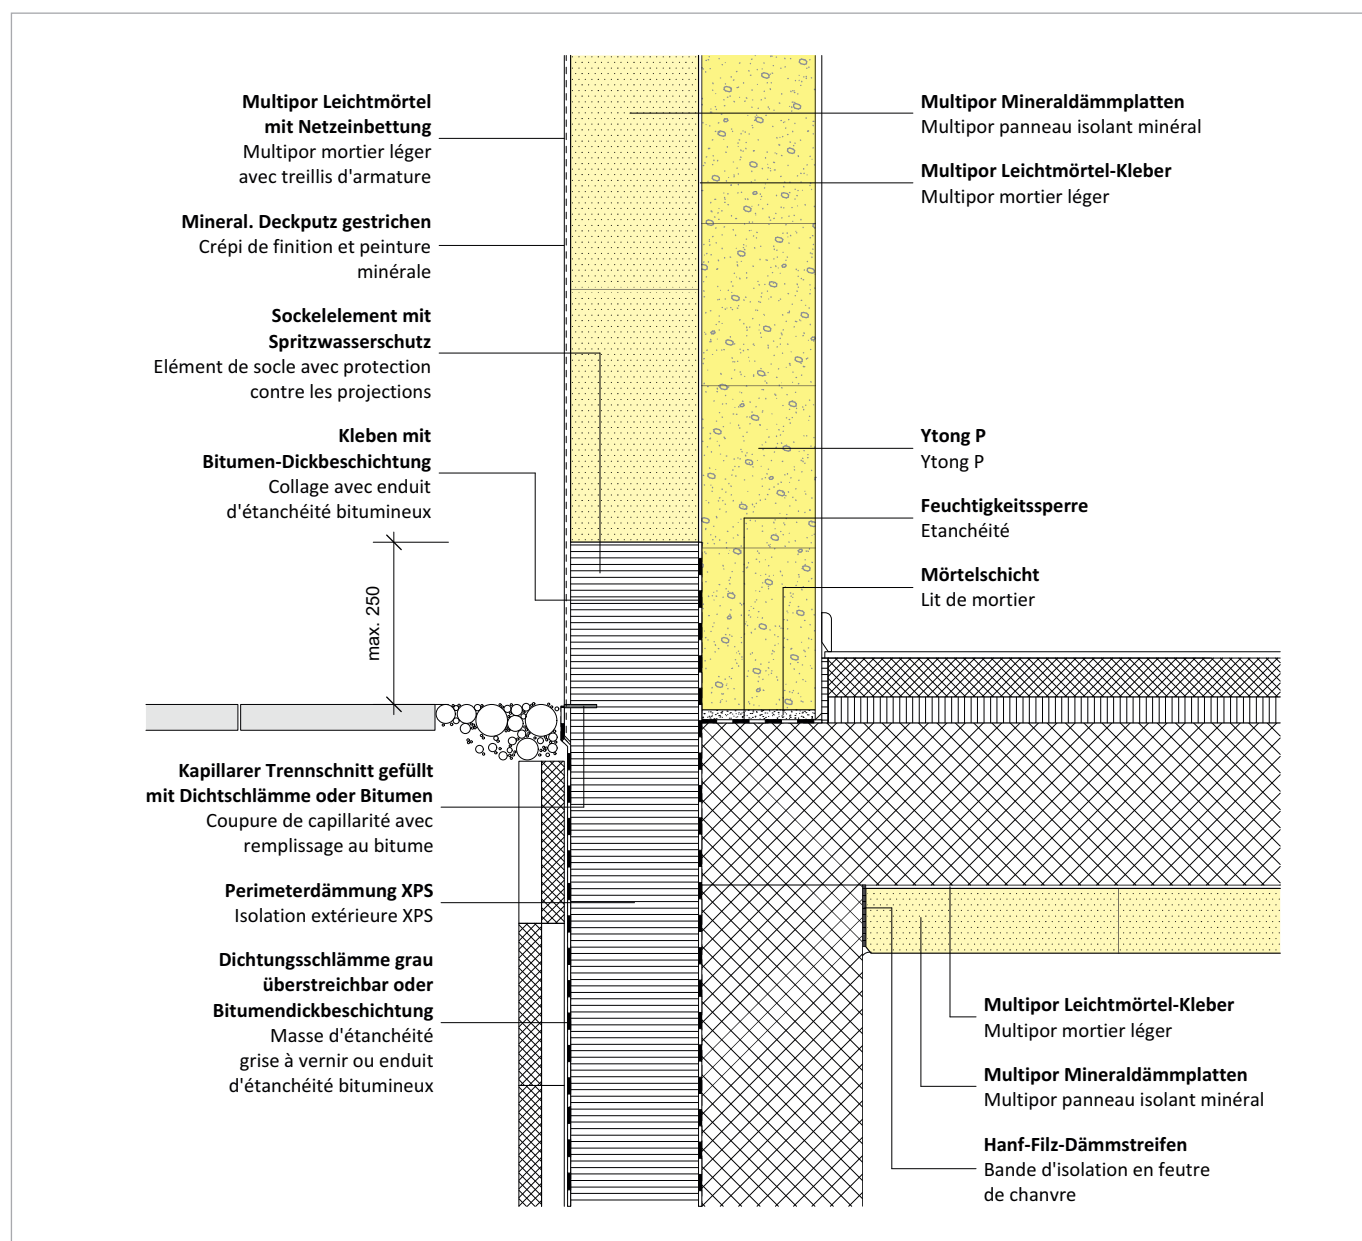 Multipor Leichtmörtel
mit Netzeinbettung
Multipor mortier léger
avec treillis d'armature
Mineral. Deckputz gestrichen
Crépi de finition et peinture
minérale
Sockelelement mit
Spritzwasserschutz
Elément de socle avec protection
contre les projections
Kleben mit
Bitumen-Dickbeschichtung
Collage avec enduit
d'étanchéité bitumineux
max. 250
Kapillarer Trennschnitt gefüllt
mit Dichtschlämme oder Bitumen
Coupure de capillarité avec
remplissage au bitume
Perimeterdämmung XPS
Isolation extérieure XPS
Dichtungsschlämme grau
überstreichbar oder
Bitumendickbeschichtung
Masse d'étanchéité
grise à vernir ou enduit
d'étanchéité bitumineux
Multipor Mineraldämmplatten
Multipor panneau isolant minéral
Multipor Leichtmörtel-Kleber
Multipor mortier léger
Ytong P
Ytong P
Feuchtigkeitssperre
Etanchéité
Mörtelschicht
Lit de mortier
Multipor Leichtmörtel-Kleber
Multipor mortier léger
Multipor Mineraldämmplatten
Multipor panneau isolant minéral
Hanf-Filz-Dämmstreifen
Bande d'isolation en feutre
de chanvre